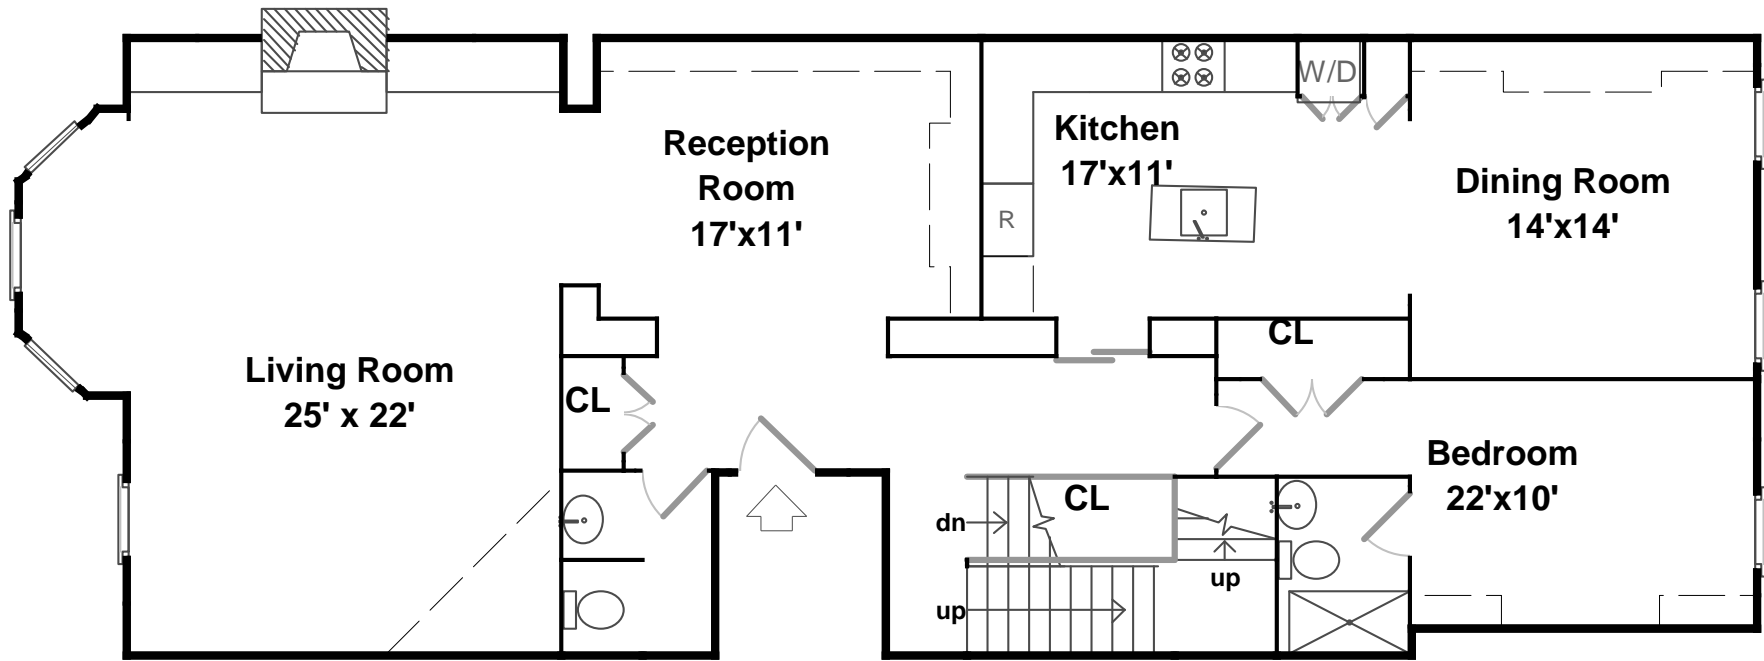 W/D
Kitchen
17'x11'
Reception
Room
17'x11'
Dining Room
14'x14'
R
CL
Living Room
25' x 22'
CL
Bedroom
22'x10'
CL
dn
up
up